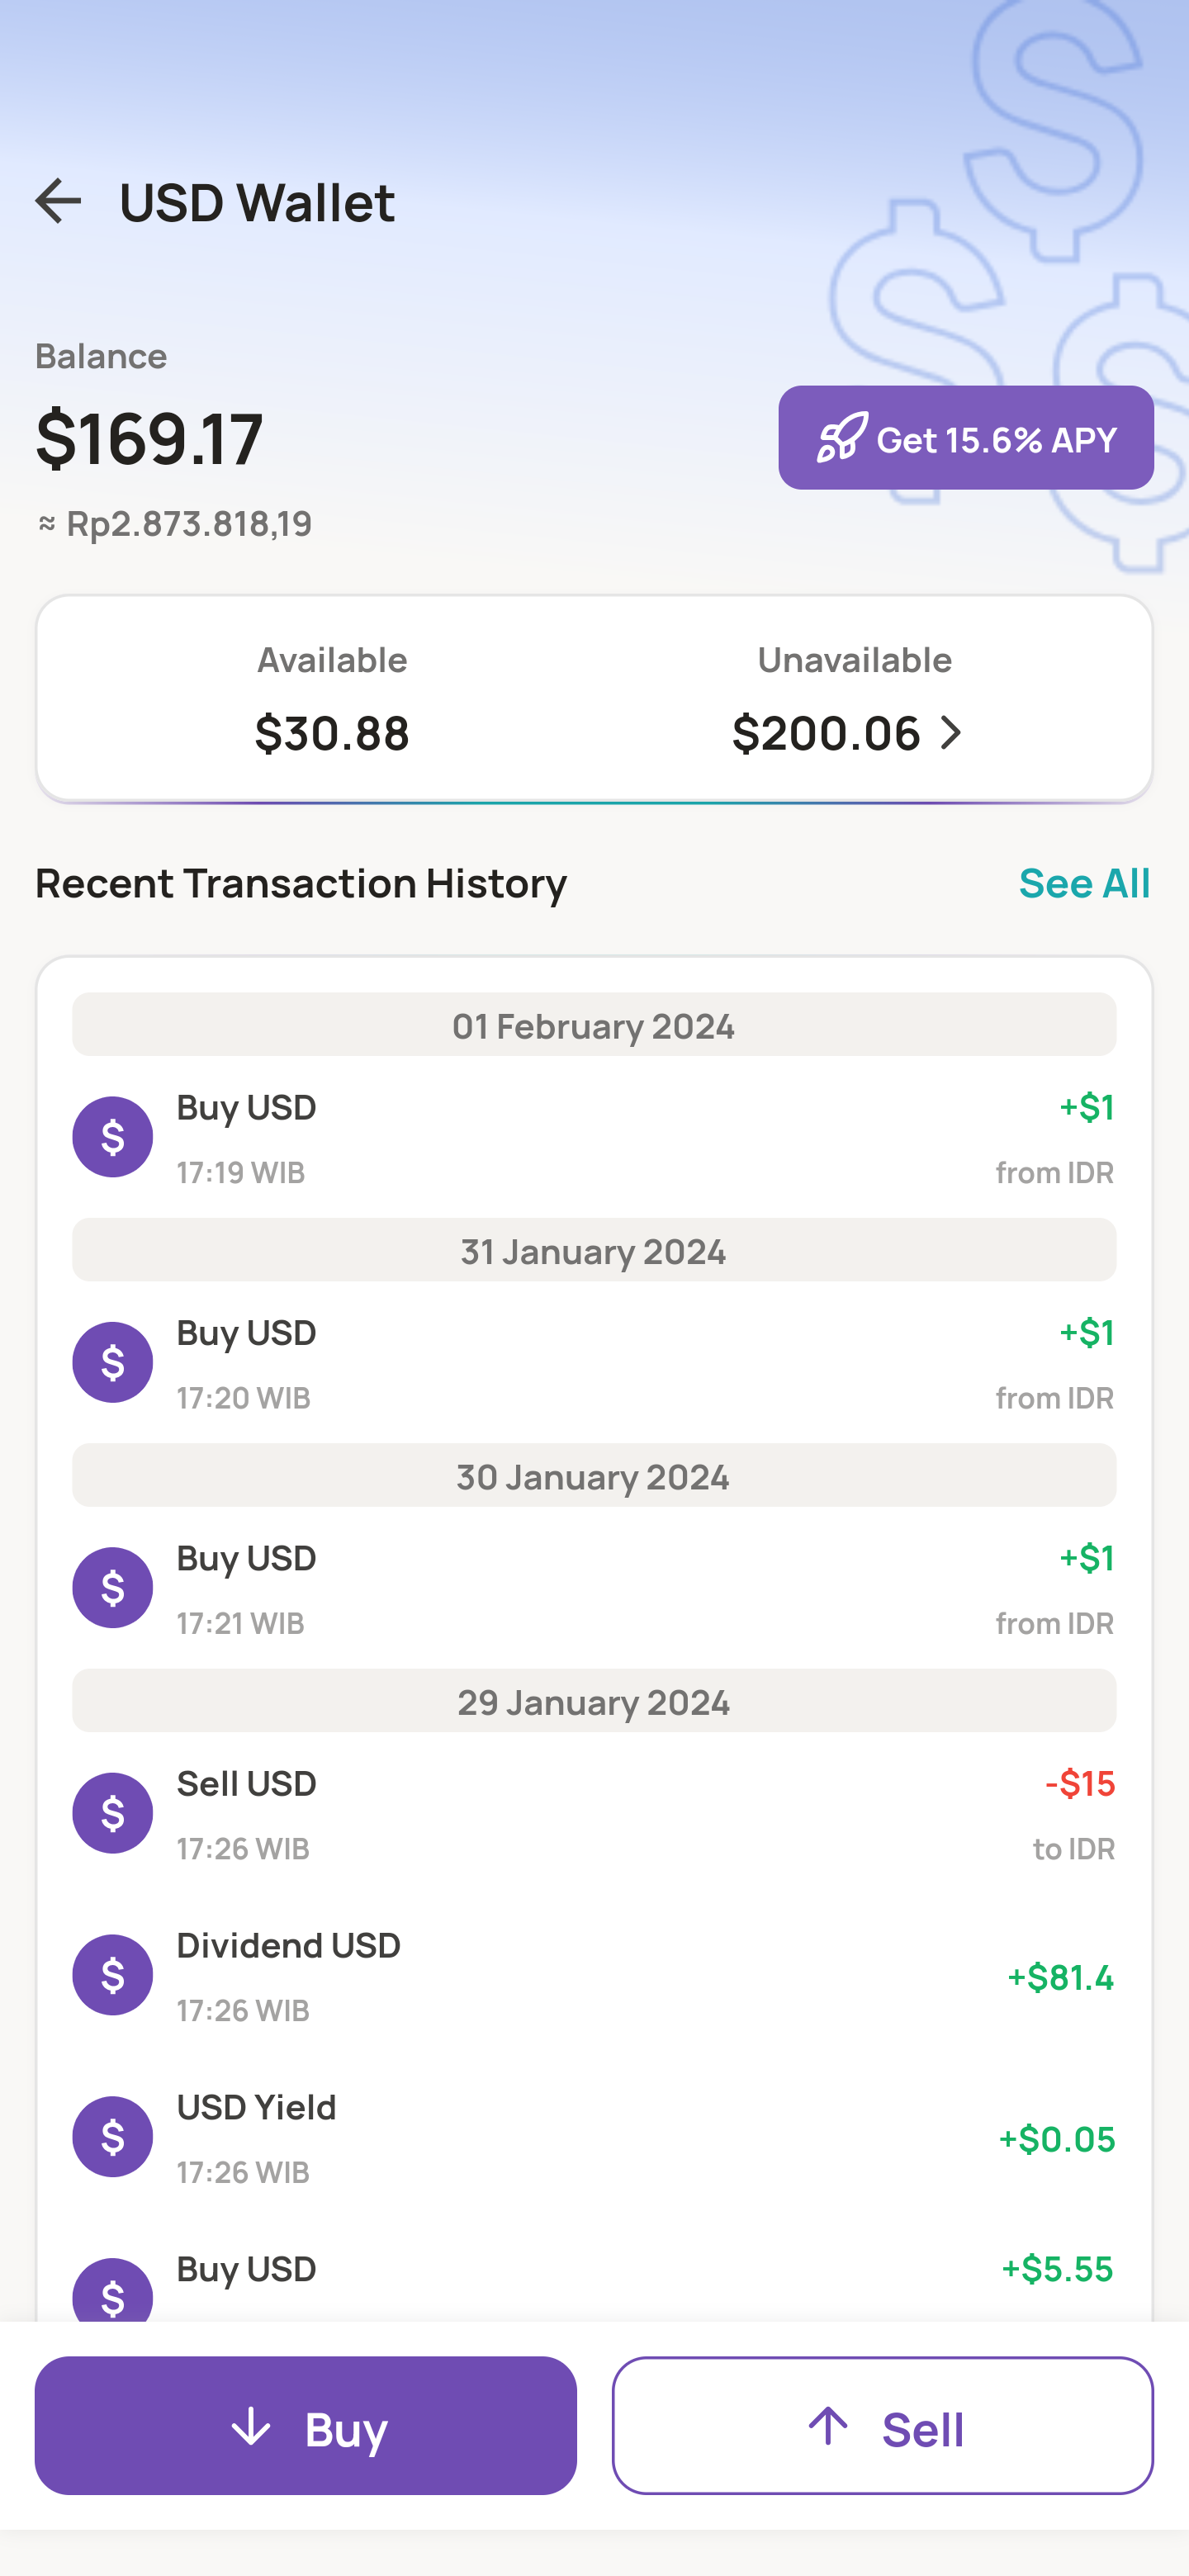 USD Wallet
Balance
$169.17
Get 15.6% APY
≈ Rp2.873.818,19
Available Unavailable
$30.88 $200.06
Recent Transaction History See All
01 February 2024
Buy USD +$1
17:19 WIB from IDR
31 January 2024
Buy USD +$1
17:20 WIB from IDR
30 January 2024
Buy USD +$1
17:21 WIB from IDR
29 January 2024
Sell USD -$15
17:26 WIB to IDR
Dividend USD
+$81.4
17:26 WIB
USD Yield
+$0.05
17:26 WIB
Buy USD +$5.55
Buy Sell